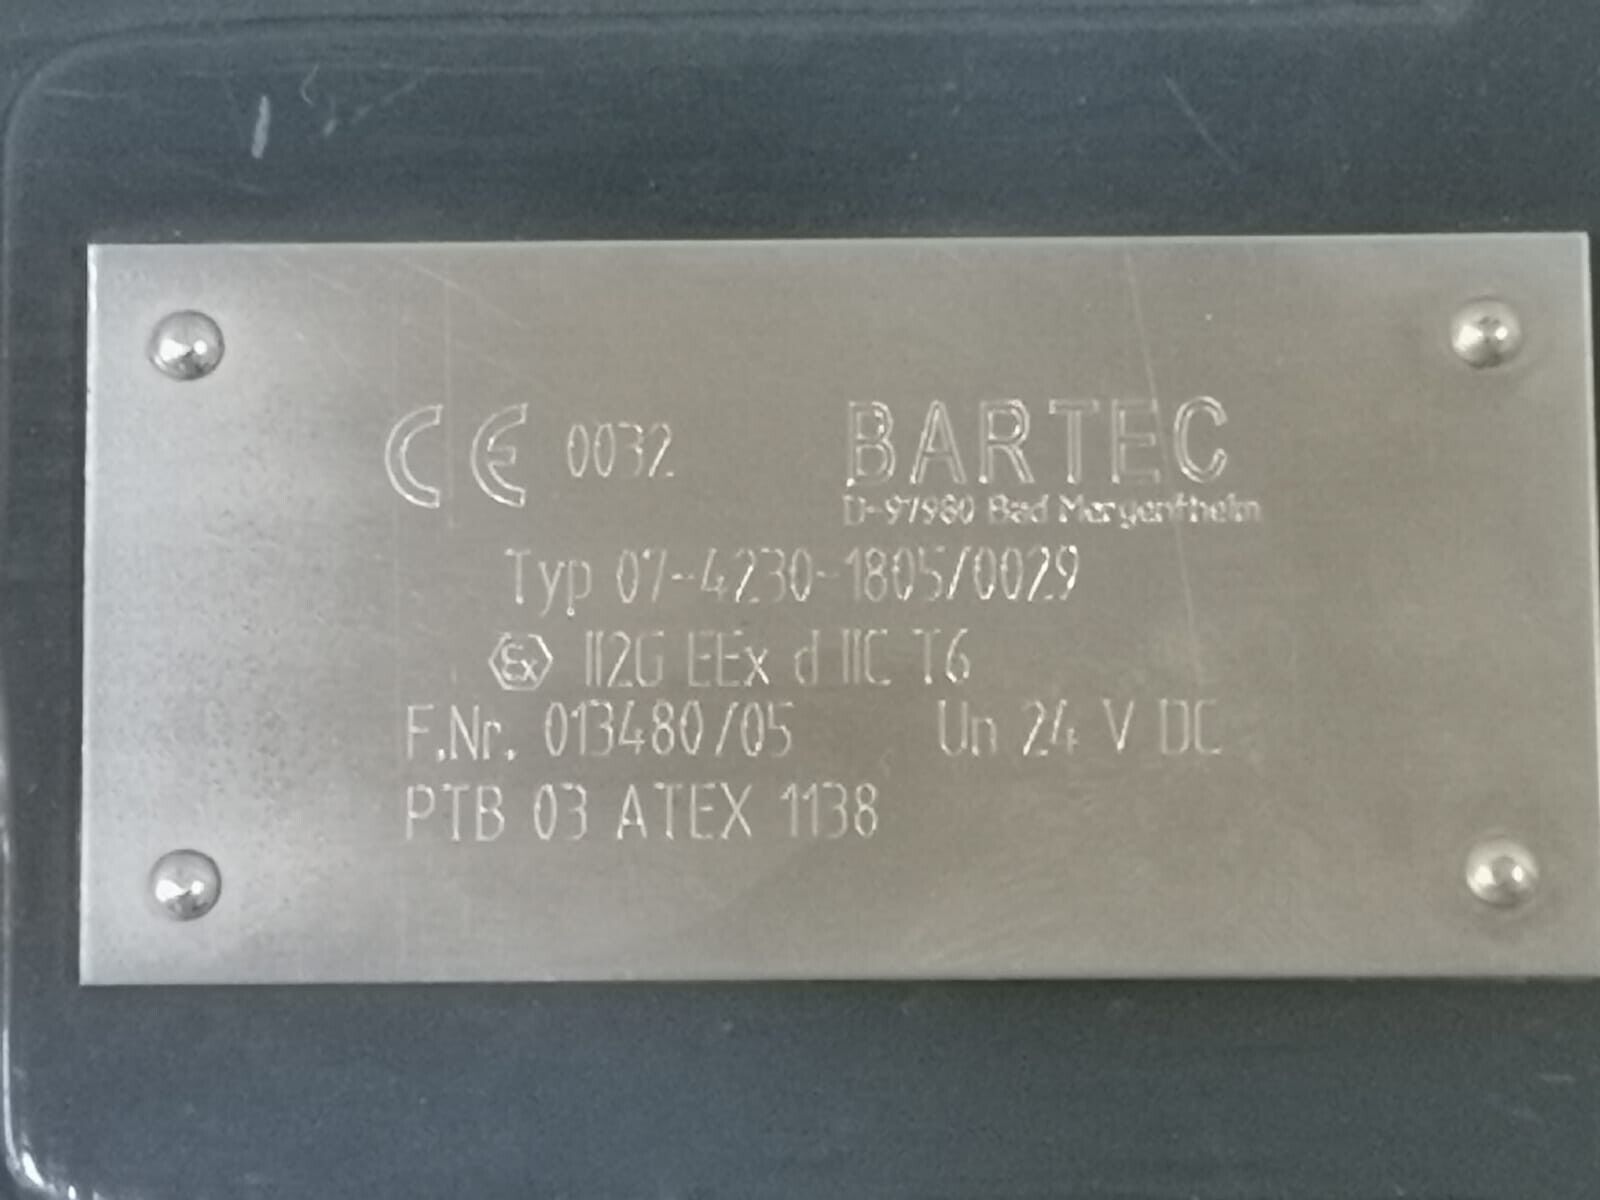 CE 0032 BARTEC
D-97980 Bad Mergentheim
Typ 07-4230-1805/0029
Ex II2G EEx d IIC T6
F.Nr. 013480/05 Un 24 V DC
PTB 03 ATEX 1138